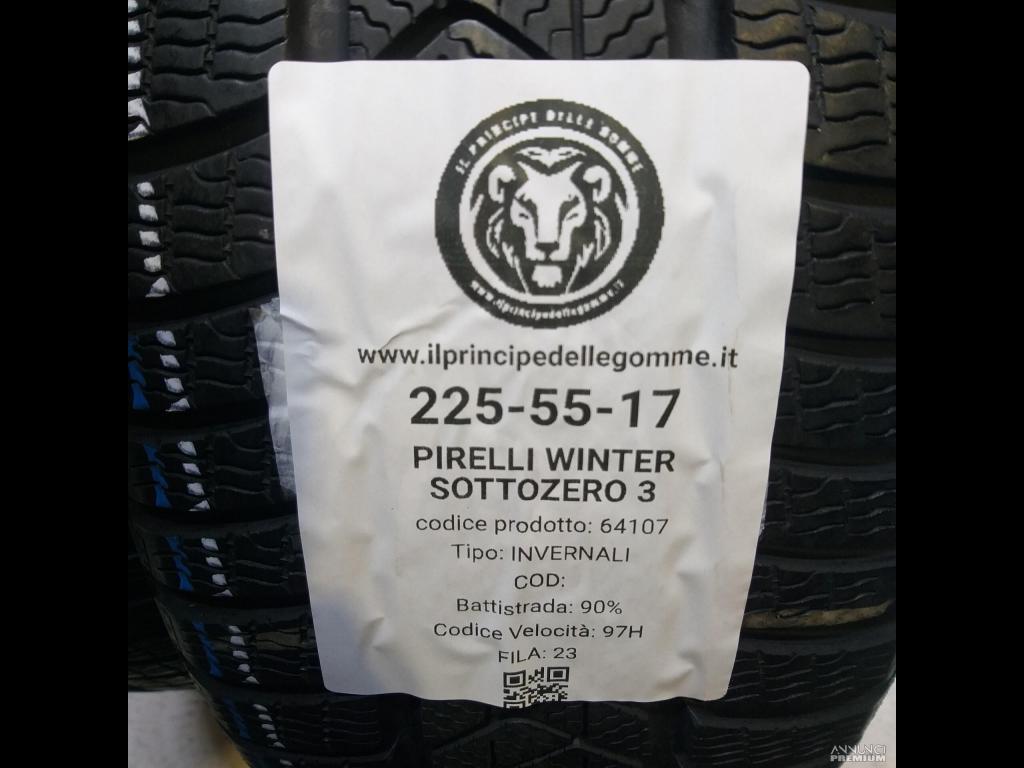 IL PRINCIPE DELLE GOMME
www.ilprincipedellegomme.it
www.ilprincipedellegomme.it
225-55-17
PIRELLI WINTER
SOTTOZERO 3
codice prodotto: 64107
Tipo: INVERNALI
COD:
Battistrada: 90%
Codice Velocità: 97H
FILA: 23
ANNUNCI
PREMIUM